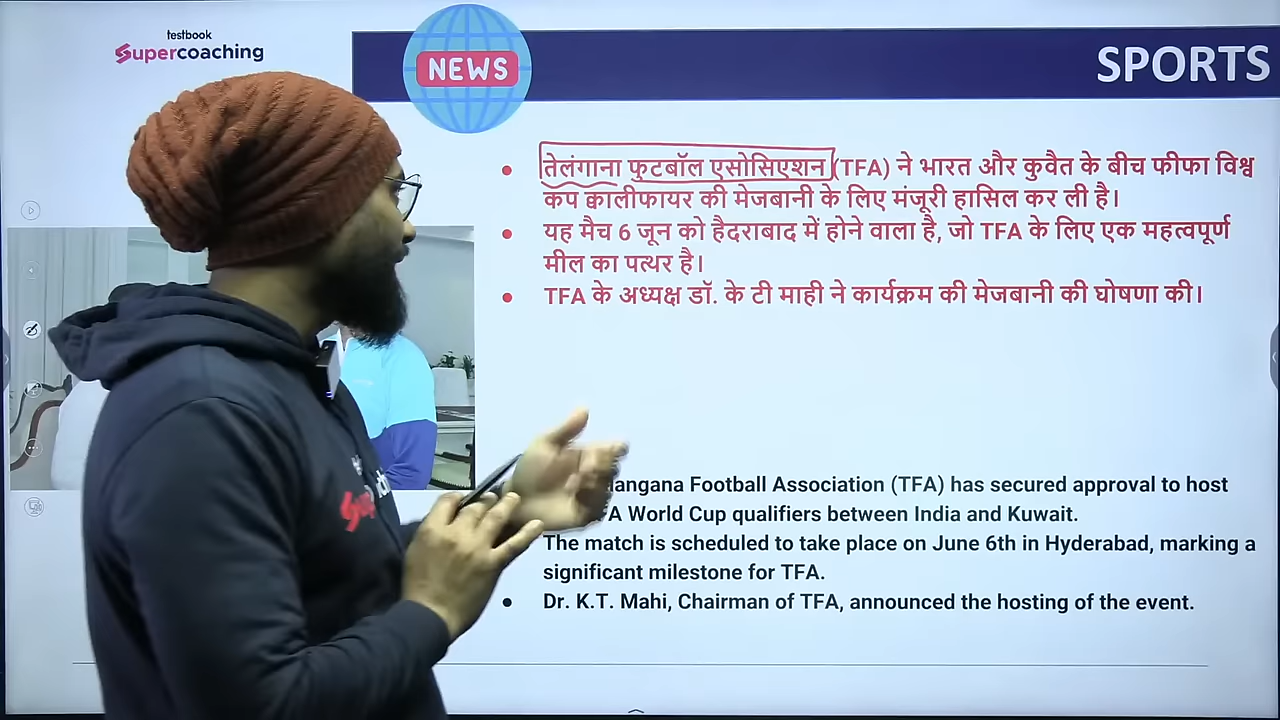 testbook
Supercoaching
NEWS
SPORTS
तेलंगाना फुटबॉल एसोसिएशन (TFA) ने भारत और कुवैत के बीच फीफा विश्व
कप क्वालीफायर की मेजबानी के लिए मंजूरी हासिल कर ली है।
यह मैच 6 जून को हैदराबाद में होने वाला है, जो TFA के लिए एक महत्वपूर्ण
मील का पत्थर है।
TFA के अध्यक्ष डॉ. के टी माही ने कार्यक्रम की मेजबानी की घोषणा की।
Football Association (TFA) has secured approval to host
World Cup qualifiers between India and Kuwait.
The match is scheduled to take place on June 6th in Hyderabad, marking a
significant milestone for TFA.
Dr. K.T. Mahi, Chairman of TFA, announced the hosting of the event.